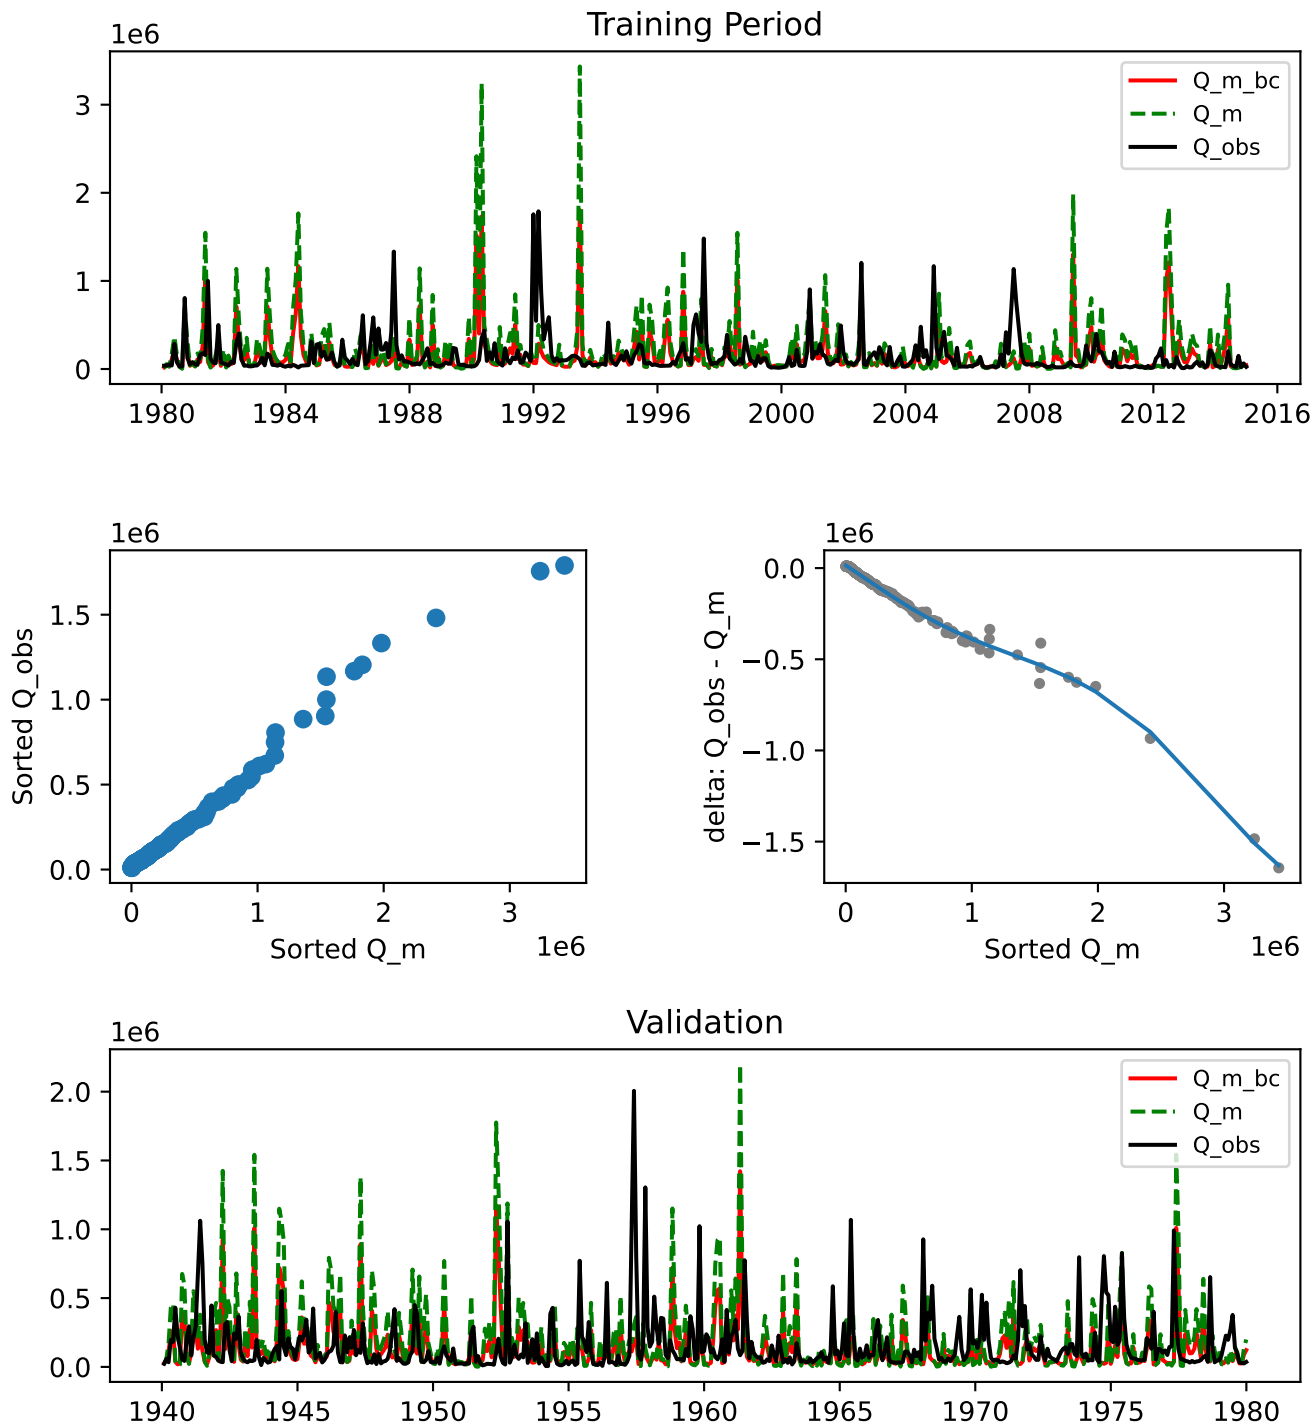 Training Period
1e6
3
2
1
0
Q_m_bc
Q_m
Q_obs
1980 1984 1988 1992 1996 2000 2004 2008 2012 2016
1e6
1.5
1.0
0.5
0.0
Sorted Q_obs
0 1 2 3
Sorted Q_m
1e6
1e6
0.0
−0.5
−1.0
−1.5
delta: Q_obs - Q_m
0 1 2 3
Sorted Q_m
1e6
Validation
1e6
2.0
1.5
1.0
0.5
0.0
Q_m_bc
Q_m
Q_obs
1940 1945 1950 1955 1960 1965 1970 1975 1980